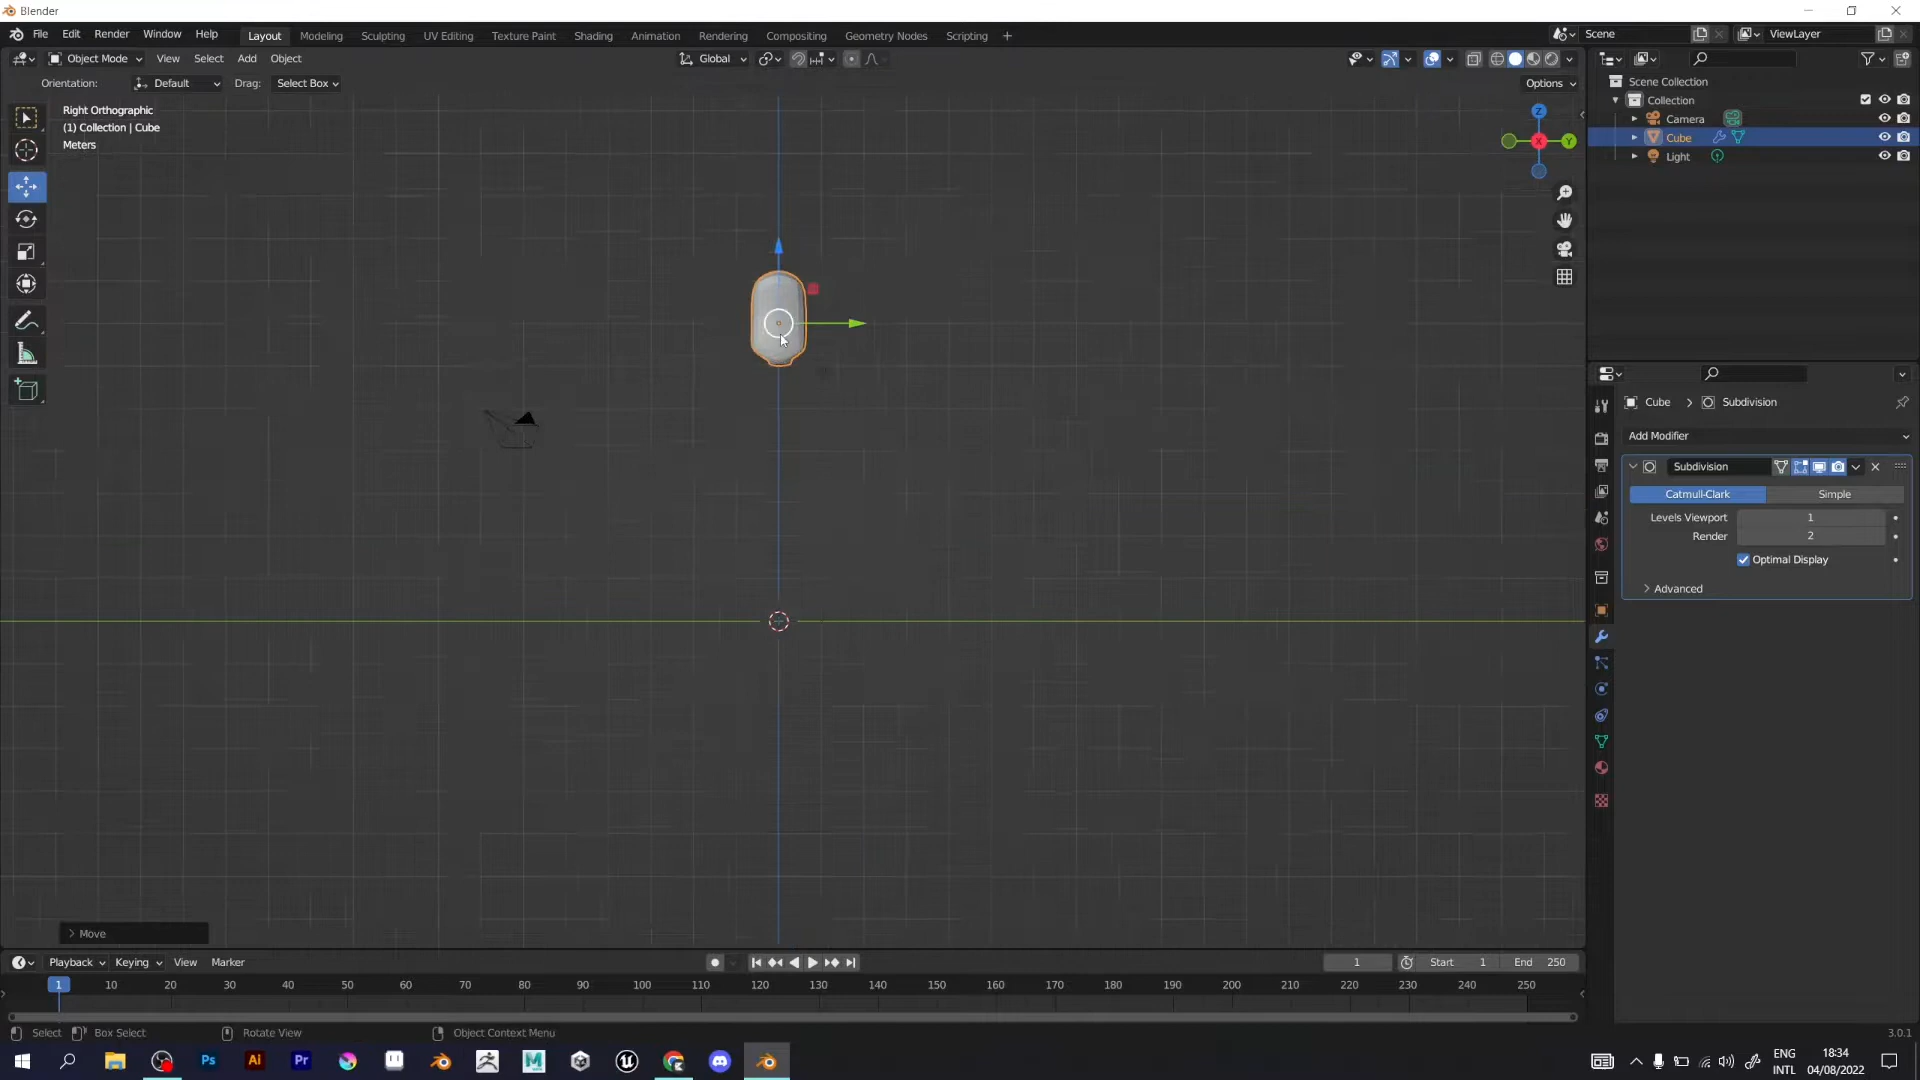 Blender
File Edit Render Window Help Layout Modeling Sculpting UV Editing Texture Paint Shading Animation Rendering Compositing Geometry Nodes Scripting + Scene ViewLayer
Object Mode View Select Add Object Global
Orientation: Default Drag: Select Box Options
Right Orthographic
(1) Collection | Cube
Meters
Z
X
Y
Scene Collection
Collection
Camera
Cube
Light
Cube > Subdivision
Add Modifier
Subdivision
Catmull-Clark Simple
Levels Viewport 1
Render 2
Optimal Display
Advanced
Move
Playback Keying View Marker 1 Start 1 End 250
1 10 20 30 40 50 60 70 80 90 100 110 120 130 140 150 160 170 180 190 200 210 220 230 240 250
Select Box Select Rotate View Object Context Menu 3.0.1
Ps Ai Pr M ENG 18:34
INTL 04/08/2022